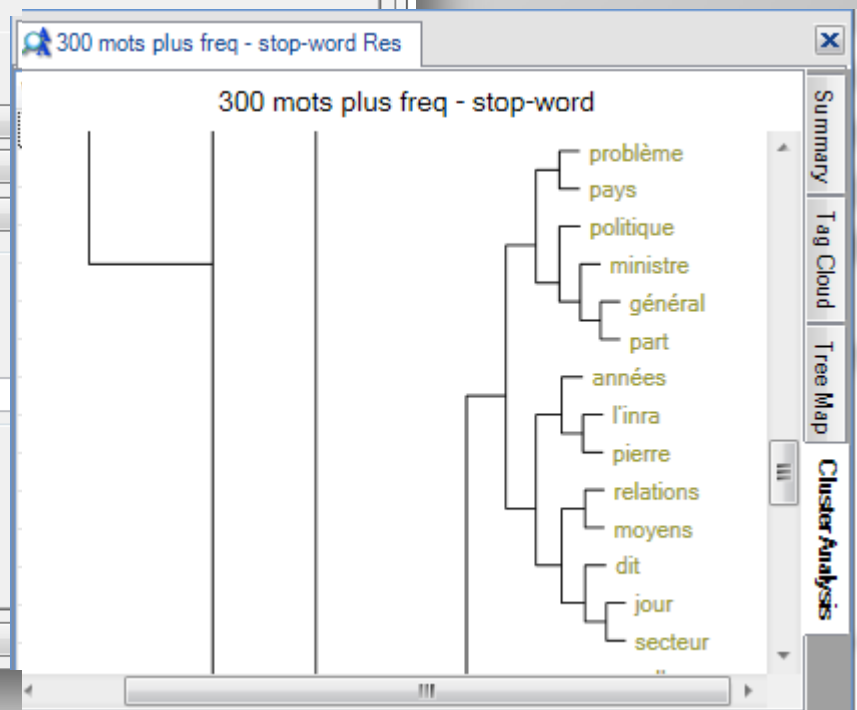 300 mots plus freq - stop-word Res
300 mots plus freq - stop-word
problème
pays
politique
ministre
général
part
années
l'inra
pierre
relations
moyens
dit
jour
secteur
Summary
Tag Cloud
Tree Map
Cluster Analysis